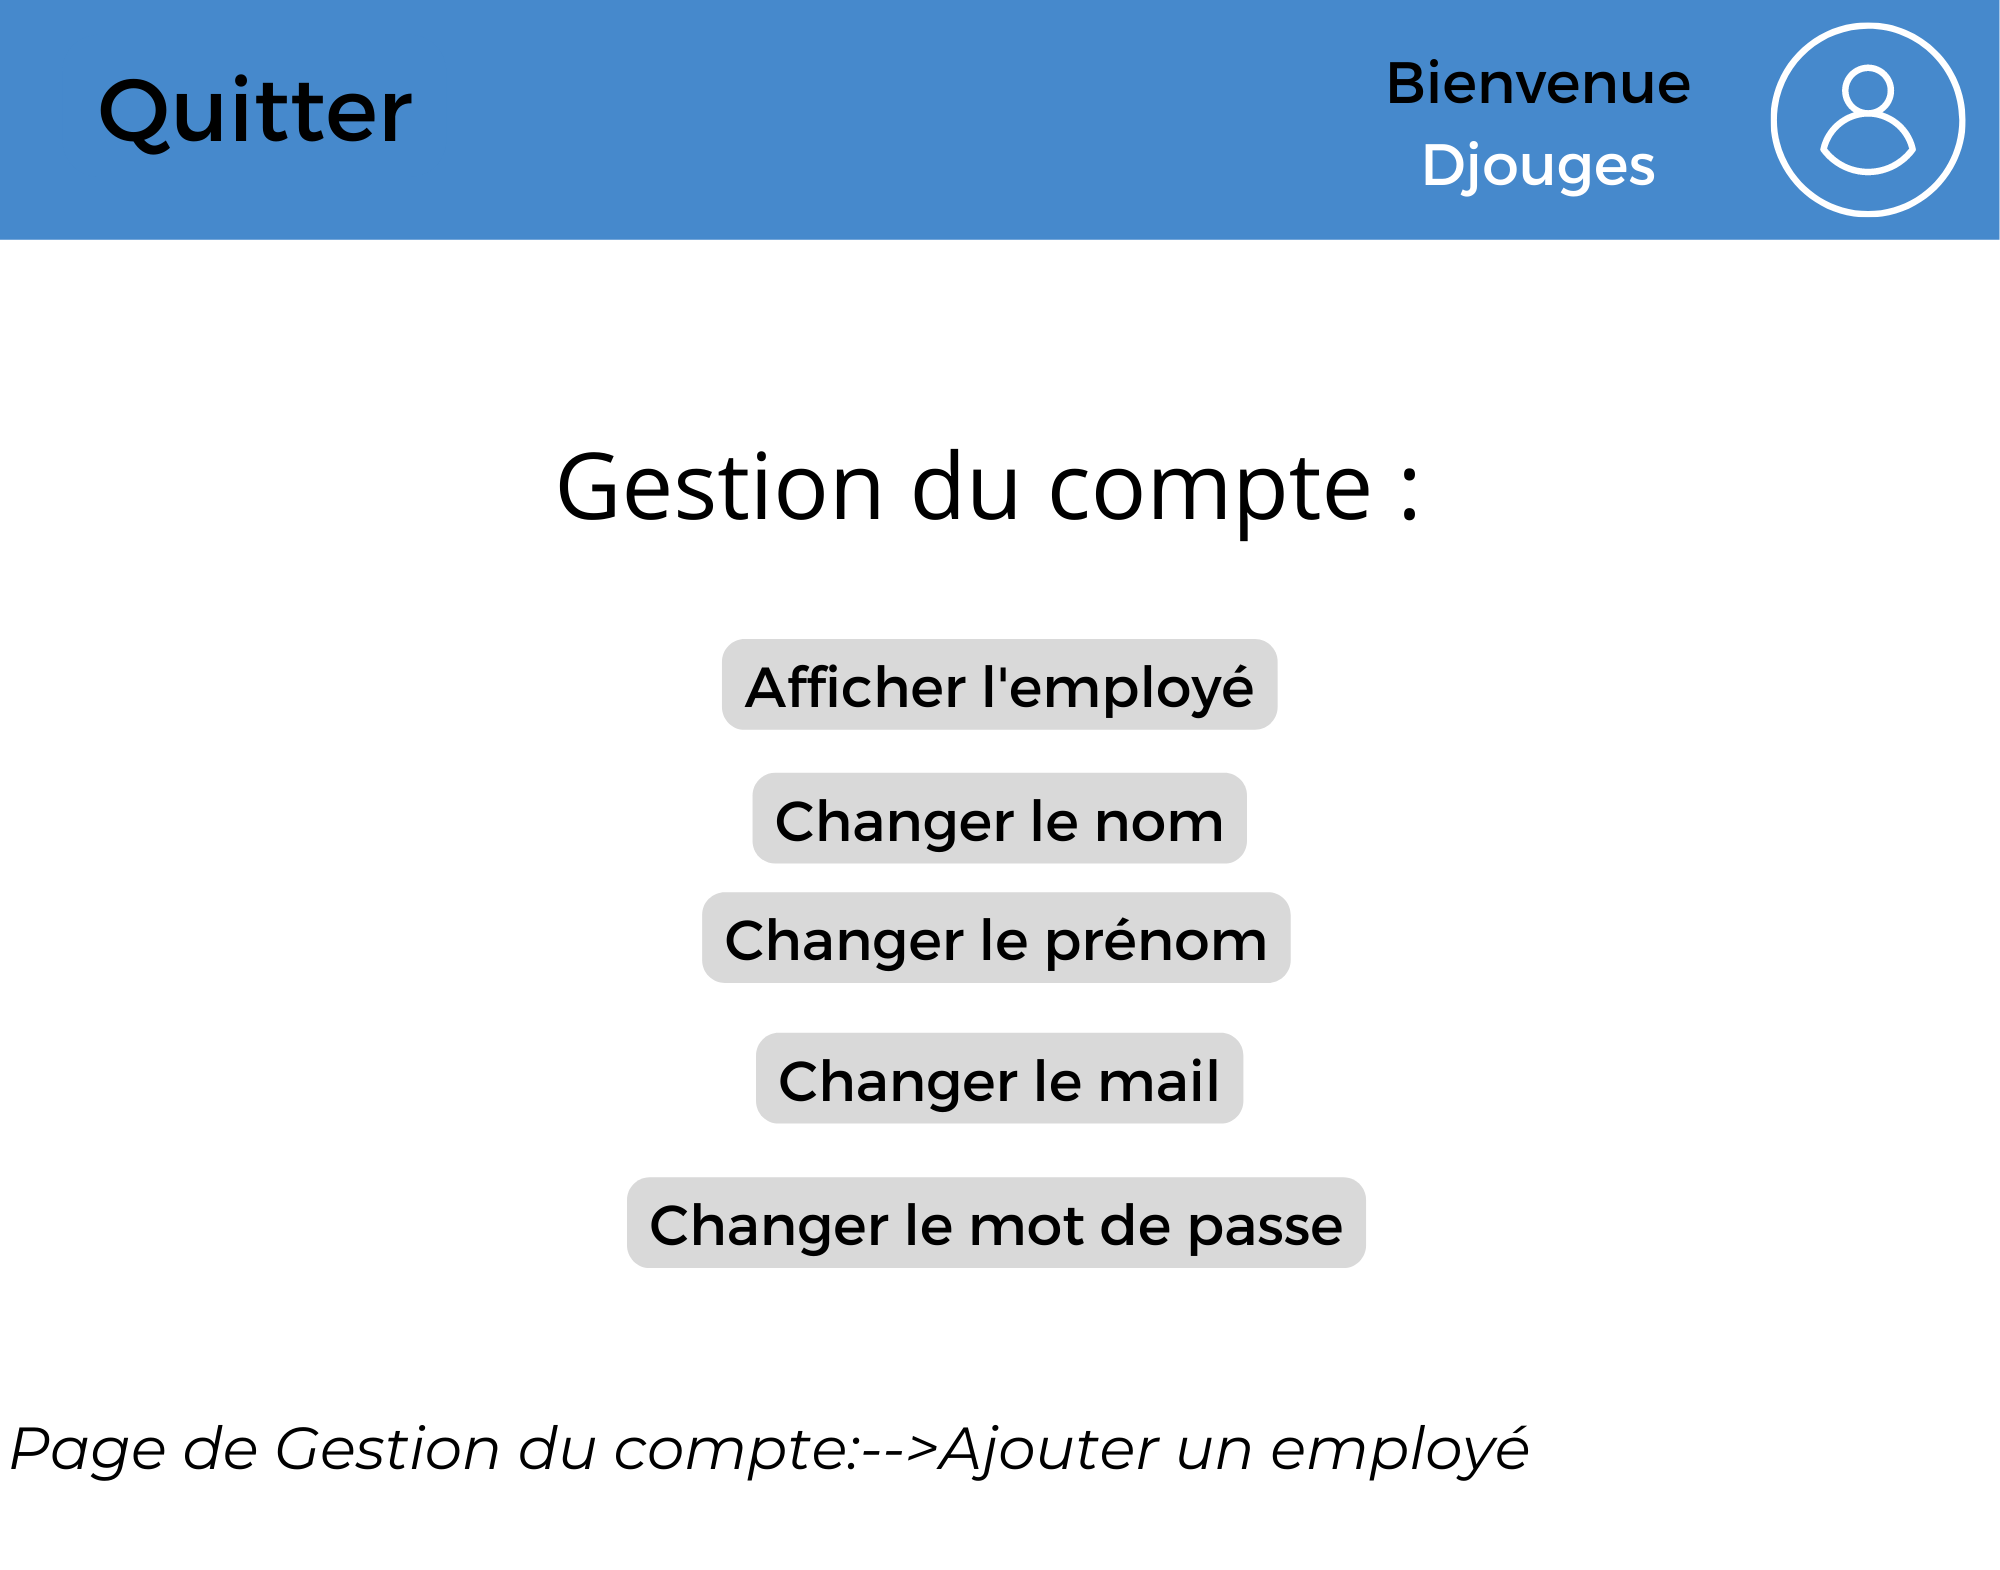 Quitter
Bienvenue
Djouges
Gestion du compte :
Afficher l'employé
Changer le nom
Changer le prénom
Changer le mail
Changer le mot de passe
Page de Gestion du compte:-->Ajouter un employé